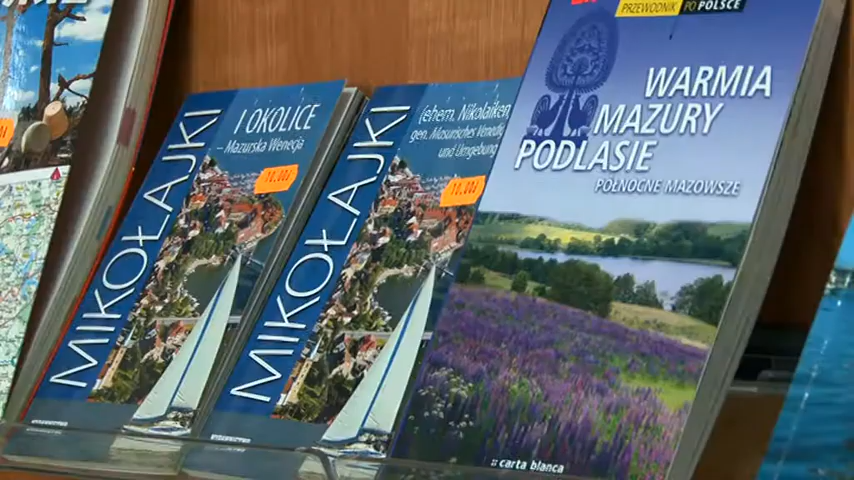 MIKOŁAJKI
I OKOLICE
– Mazurska Wenecja
MIKOŁAJKI
(ehem. Nikolaiken,
gen. Masurisches Venedig
und Umgebung
PRZEWODNIK PO POLSCE
WARMIA
MAZURY
PODLASIE
PÓŁNOCNE MAZOWSZE
carta blanca